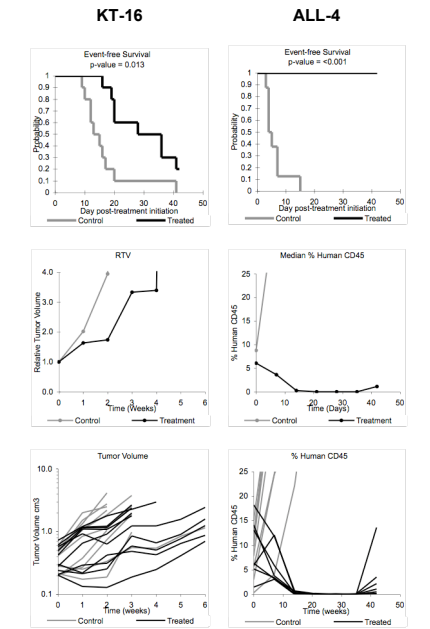 KT-16
ALL-4
Event-free Survival
p-value = 0.013
Probability
1
0.9
0.8
0.7
0.6
0.5
0.4
0.3
0.2
0.1
0
0 10 20 30 40 50
Day post-treatment initiation
Control Treated
Event-free Survival
p-value = <0.001
Probability
1
0.9
0.8
0.7
0.6
0.5
0.4
0.3
0.2
0.1
0
0 10 20 30 40 50
Day post-treatment initiation
Control Treated
RTV
Relative Tumor Volume
4.0
3.0
2.0
1.0
0.0
0 1 2 3 4 5 6
Time (Weeks)
Control Treatment
Median % Human CD45
% Human CD45
25
20
15
10
5
0
0 10 20 30 40 50
Time (Days)
Control Treatment
Tumor Volume
Tumor Volume cm3
10.0
1.0
0.1
0 1 2 3 4 5 6
Time (weeks)
Control Treated
% Human CD45
% Human CD45
25
20
15
10
5
0
0 10 20 30 40 50
Time (weeks)
Control Treated